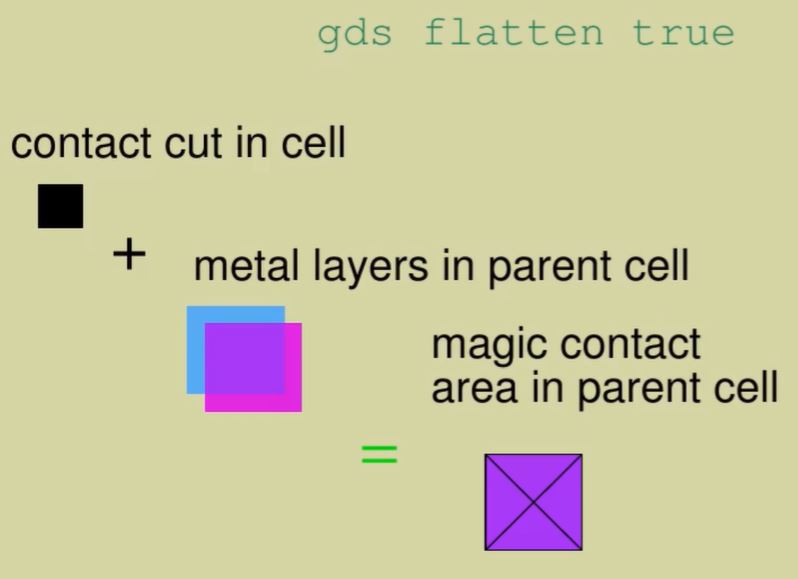 gds flatten true
contact cut in cell
+
metal layers in parent cell
magic contact
area in parent cell
=